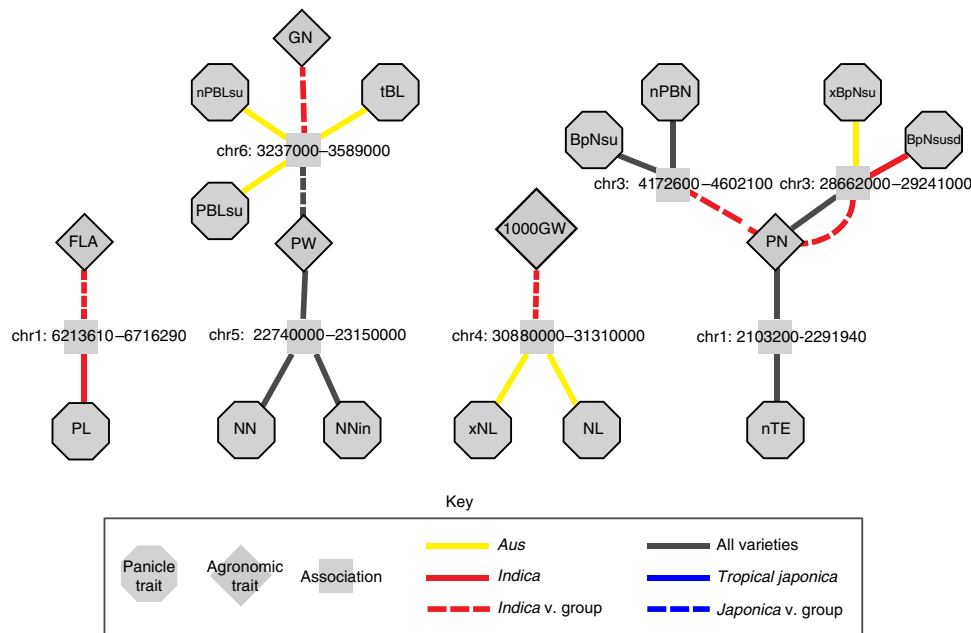 GN
nPBLsu
tBL
chr6: 3237000–3589000
PBLsu
PW
chr5: 22740000–23150000
NN
NNin
FLA
chr1: 6213610–6716290
PL
1000GW
chr4: 30880000–31310000
xNL
NL
nPBN
BpNsu
chr3: 4172600–4602100
xBpNsu
BpNsusd
chr3: 28662000–29241000
PN
chr1: 2103200-2291940
nTE
Key
Panicle
trait
Agronomic
trait
Association
Aus
Indica
Indica v. group
All varieties
Tropical japonica
Japonica v. group